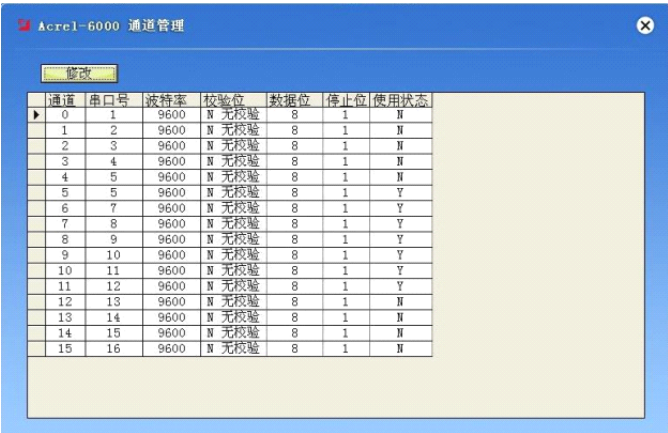 Acrel-6000 通道管理
修改
通道 串口号 波特率 校验位 数据位 停止位 使用状态
0 1 9600 N 无校验 8 1 N
1 2 9600 N 无校验 8 1 N
2 3 9600 N 无校验 8 1 N
3 4 9600 N 无校验 8 1 N
4 5 9600 N 无校验 8 1 N
5 5 9600 N 无校验 8 1 Y
6 7 9600 N 无校验 8 1 Y
7 8 9600 N 无校验 8 1 Y
8 9 9600 N 无校验 8 1 Y
9 10 9600 N 无校验 8 1 Y
10 11 9600 N 无校验 8 1 Y
11 12 9600 N 无校验 8 1 Y
12 13 9600 N 无校验 8 1 N
13 14 9600 N 无校验 8 1 N
14 15 9600 N 无校验 8 1 N
15 16 9600 N 无校验 8 1 N